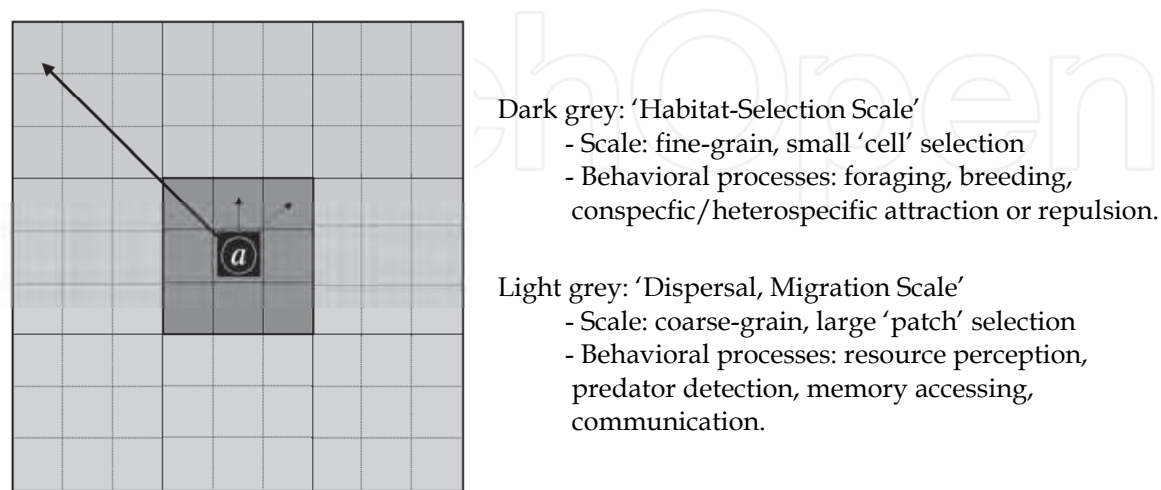 chOpen
a
Dark grey: ‘Habitat-Selection Scale’
- Scale: fine-grain, small ‘cell’ selection
- Behavioral processes: foraging, breeding,
conspecfic/heterospecific attraction or repulsion.
Light grey: ‘Dispersal, Migration Scale’
- Scale: coarse-grain, large ‘patch’ selection
- Behavioral processes: resource perception,
predator detection, memory accessing,
communication.